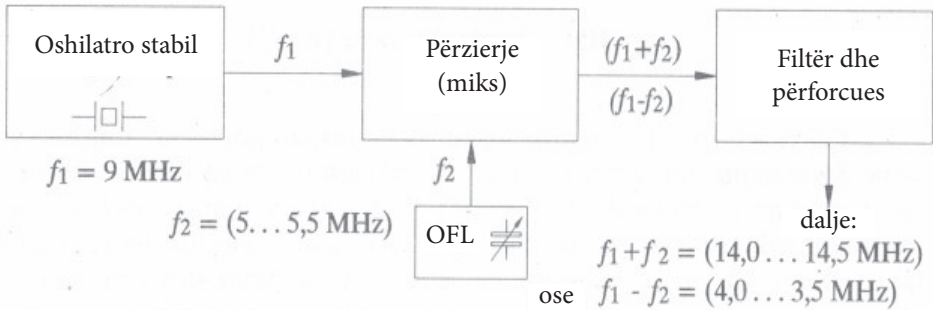 Oshilatro stabil
f1
Përzierje
(miks)
(f1+f2)
(f1-f2)
Filtër dhe
përforcues
f1 = 9 MHz
f2
f2 = (5... 5,5 MHz)
OFL
dalje:
f1+f2 = (14,0 ... 14,5 MHz)
ose f1 - f2 = (4,0 ... 3,5 MHz)